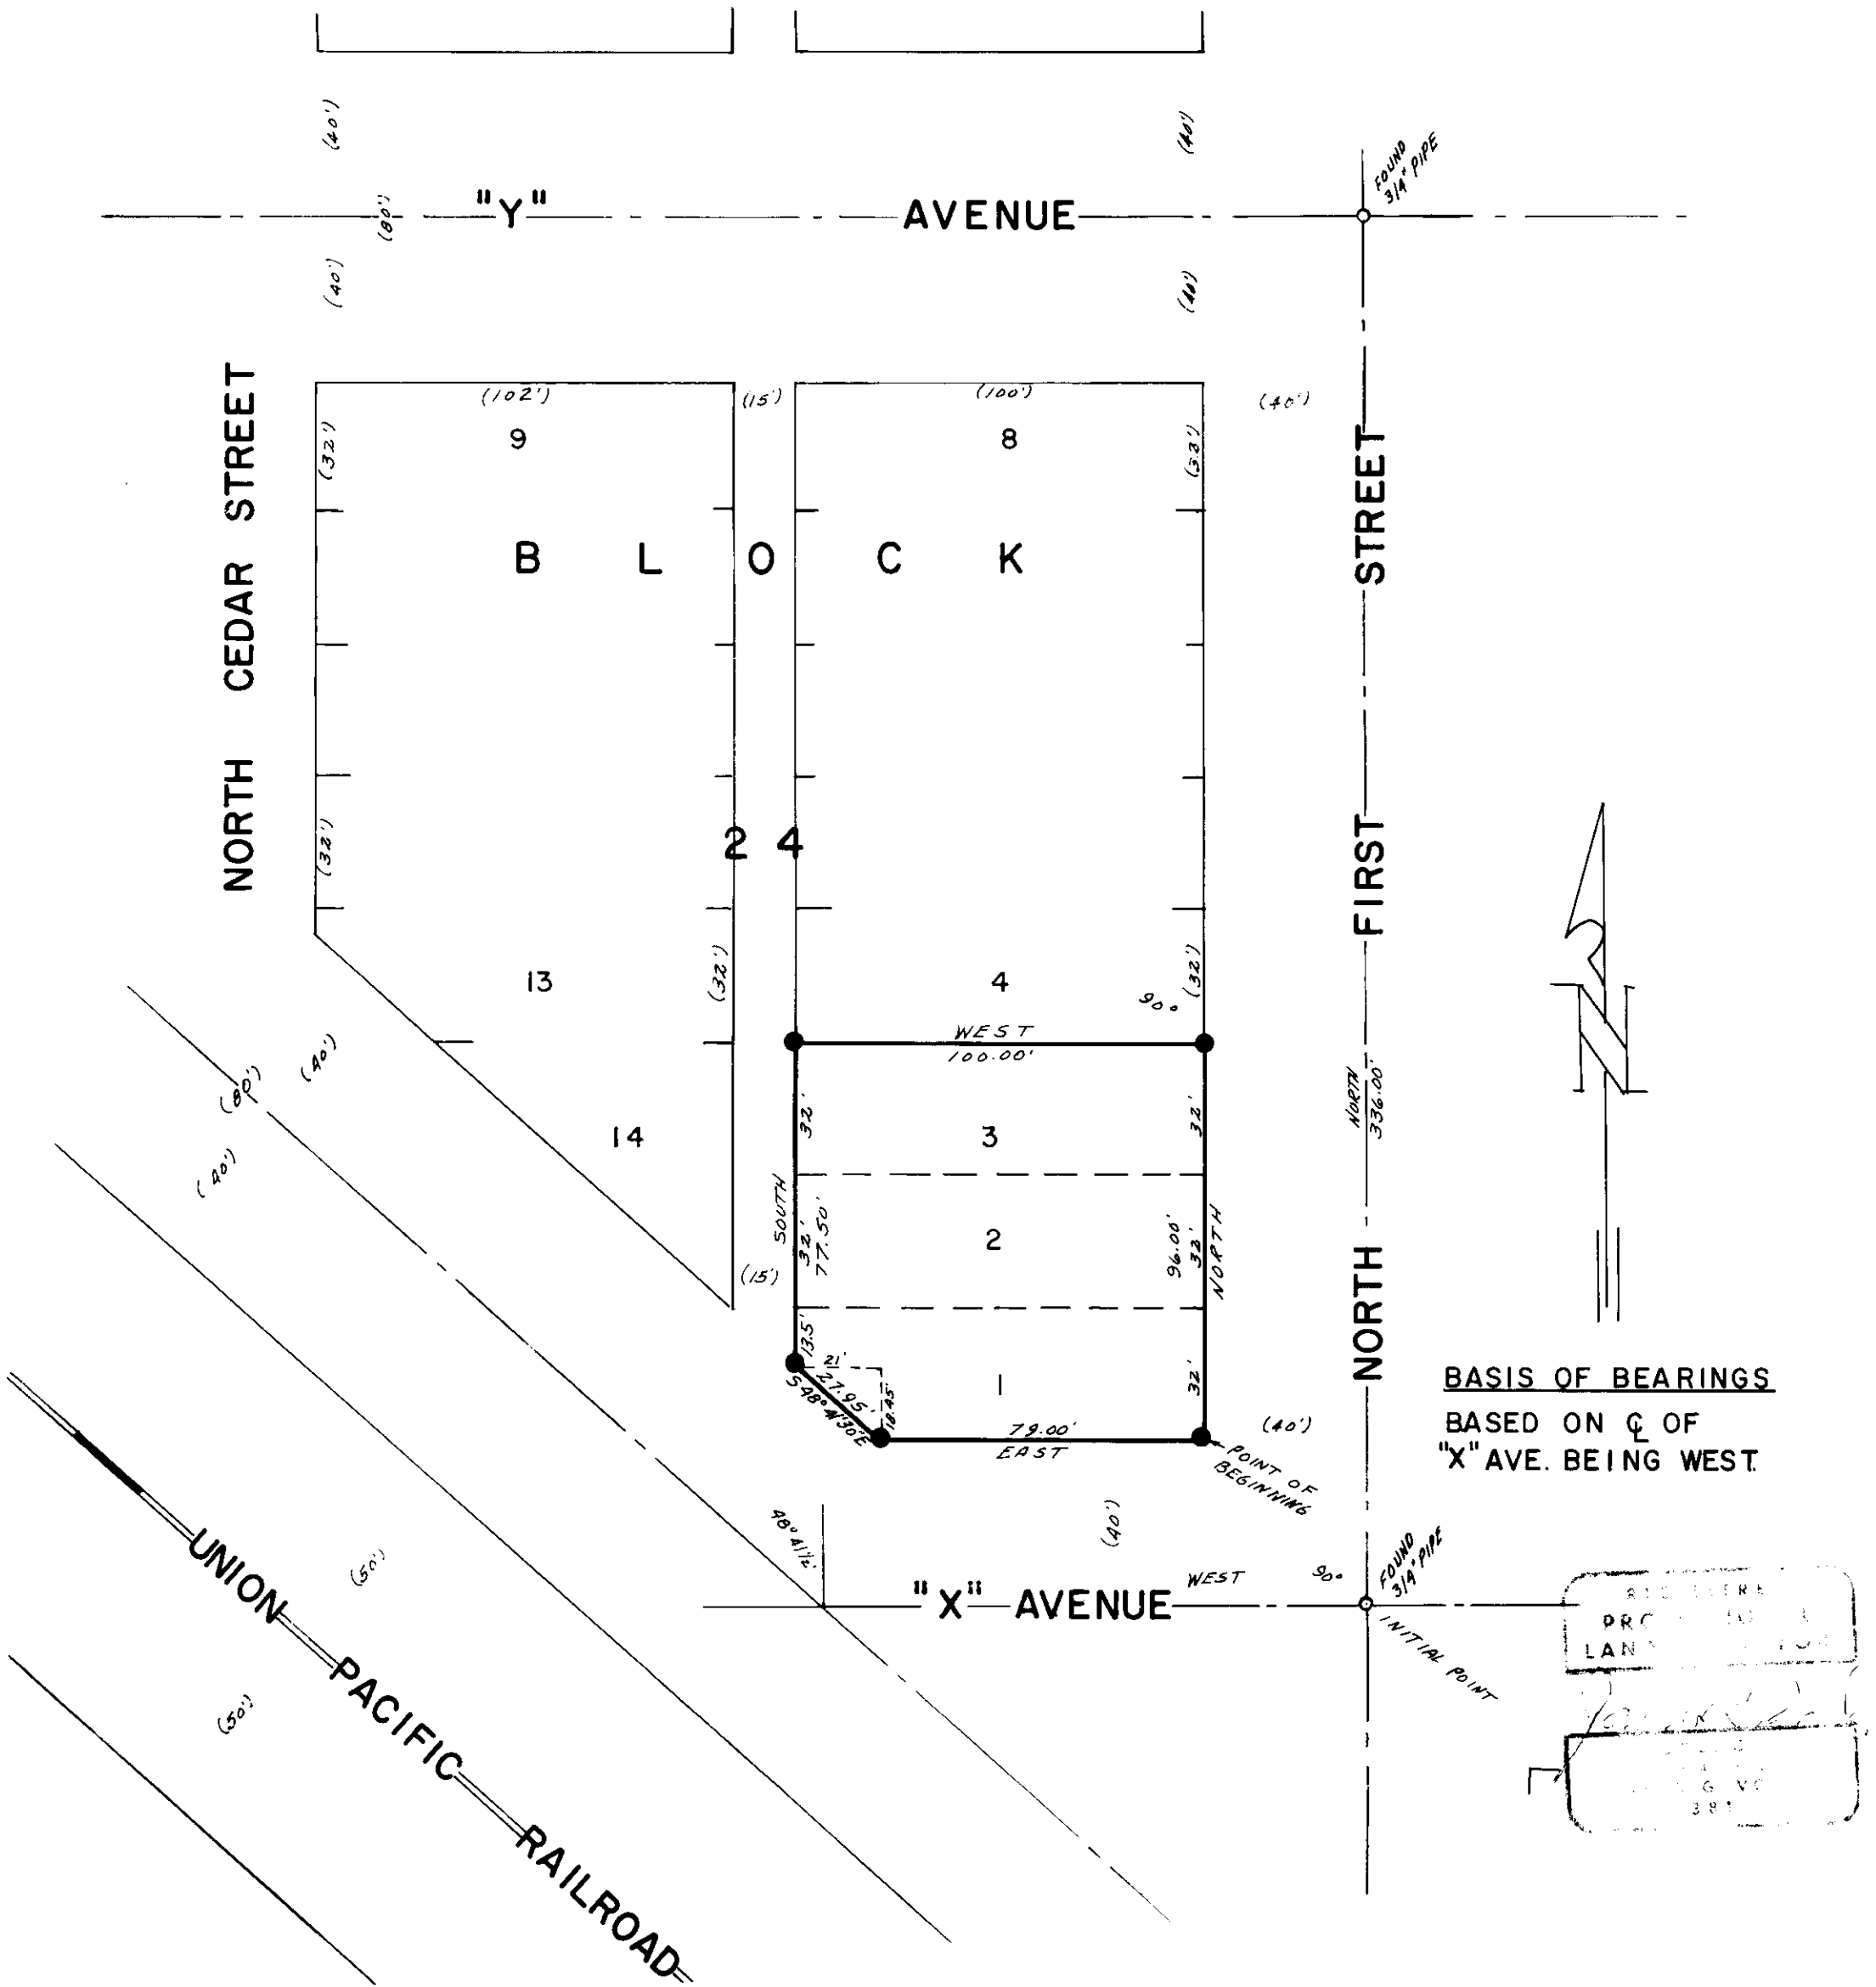 (40')
(40')
FOUND
3/4" PIPE
"Y" AVENUE
(80')
(40')
(40')
(102')
(15')
(100')
(40')
9
8
(32')
(32')
NORTH CEDAR STREET
BLOCK
24
NORTH FIRST STREET
(32')
13
(32')
4
(32')
90°
WEST
100.00'
(40')
(80')
(40')
14
32'
3
32'
NORTH
336.00'
SOUTH
32'
77.50'
2
96.00'
32'
NORTH
(15')
13.5'
21'
27.95'
S48°41'30"E
18.45'
1
32'
79.00'
EAST
(40')
POINT OF
BEGINNING
BASIS OF BEARINGS
BASED ON ℄ OF
"X" AVE. BEING WEST.
48° 41½'
(40')
"X" AVENUE
WEST
90°
FOUND
3/4" PIPE
INITIAL POINT
UNION PACIFIC RAILROAD
(50')
(50')
N